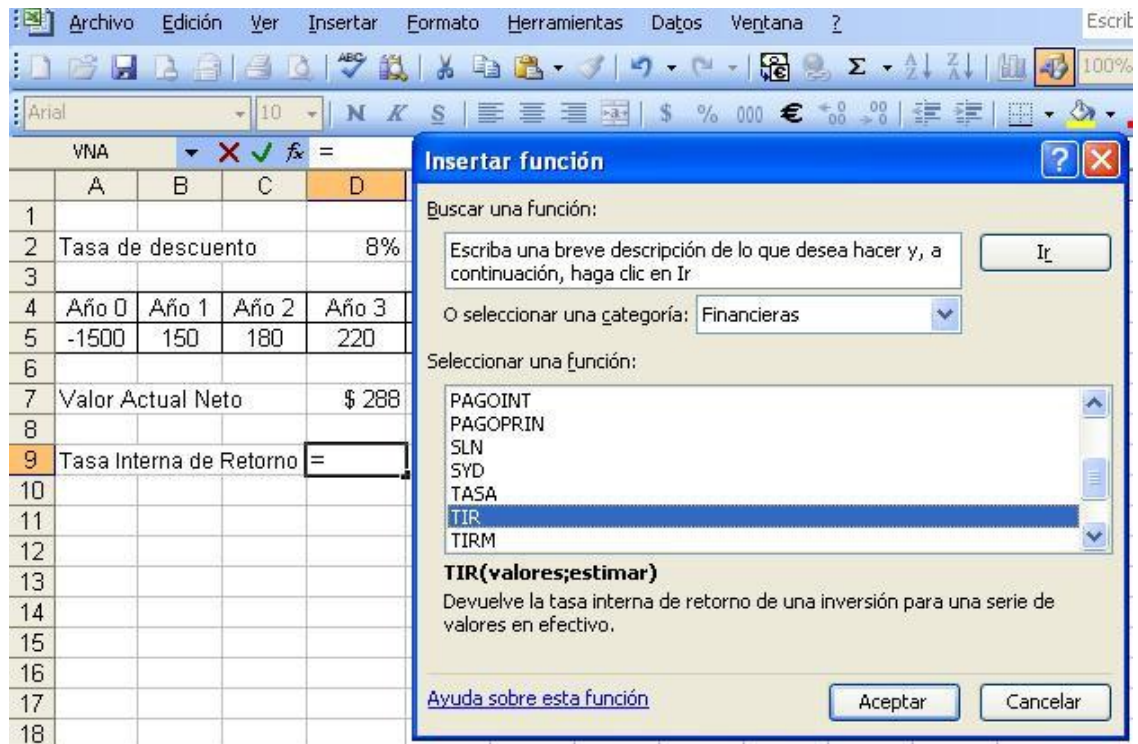 Archivo Edición Ver Insertar Formato Herramientas Datos Ventana ? Escrib
ABC Σ A Z Z A 100%
Arial 10 N K S $ % 000 €
VNA fx =
A B C D
1
2 Tasa de descuento 8%
3
4 Año 0 Año 1 Año 2 Año 3
5 -1500 150 180 220
6
7 Valor Actual Neto $ 288
8
9 Tasa Interna de Retorno =
10
11
12
13
14
15
16
17
18
Insertar función ?
Buscar una función:
Escriba una breve descripción de lo que desea hacer y, a
continuación, haga clic en Ir
Ir
O seleccionar una categoría: Financieras
Seleccionar una función:
PAGOINT
PAGOPRIN
SLN
SYD
TASA
TIR
TIRM
TIR(valores;estimar)
Devuelve la tasa interna de retorno de una inversión para una serie de
valores en efectivo.
Ayuda sobre esta función Aceptar Cancelar